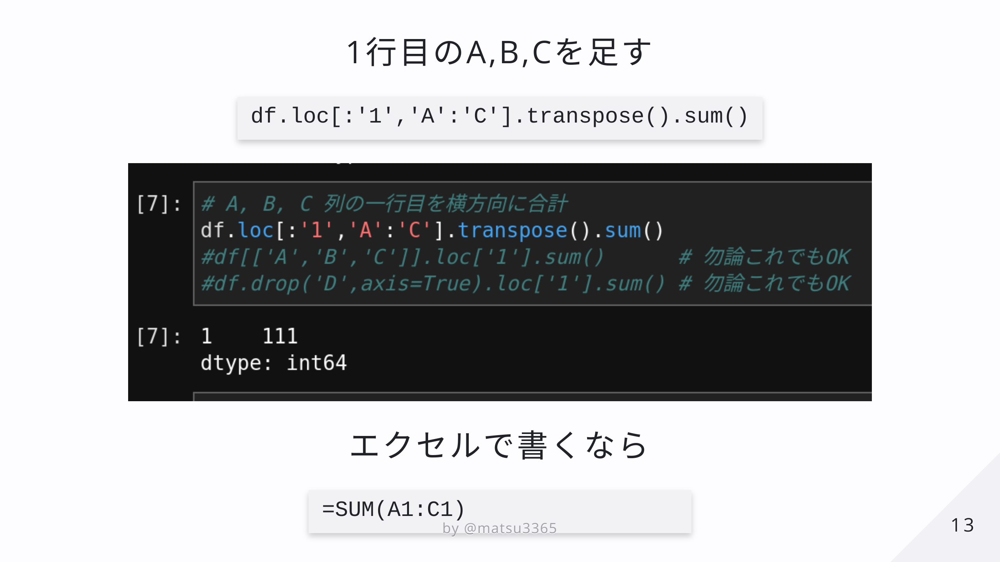 1行目のA,B,Cを足す
df.loc[:'1','A':'C'].transpose().sum()
[7]: # A, B, C 列の一行目を横方向に合計
df.loc[:'1','A':'C'].transpose().sum()
#df[['A','B','C']].loc['1'].sum()      # 勿論これでもOK
#df.drop('D',axis=True).loc['1'].sum() # 勿論これでもOK
[7]: 1    111
dtype: int64
エクセルで書くなら
=SUM(A1:C1)
by @matsu3365
13